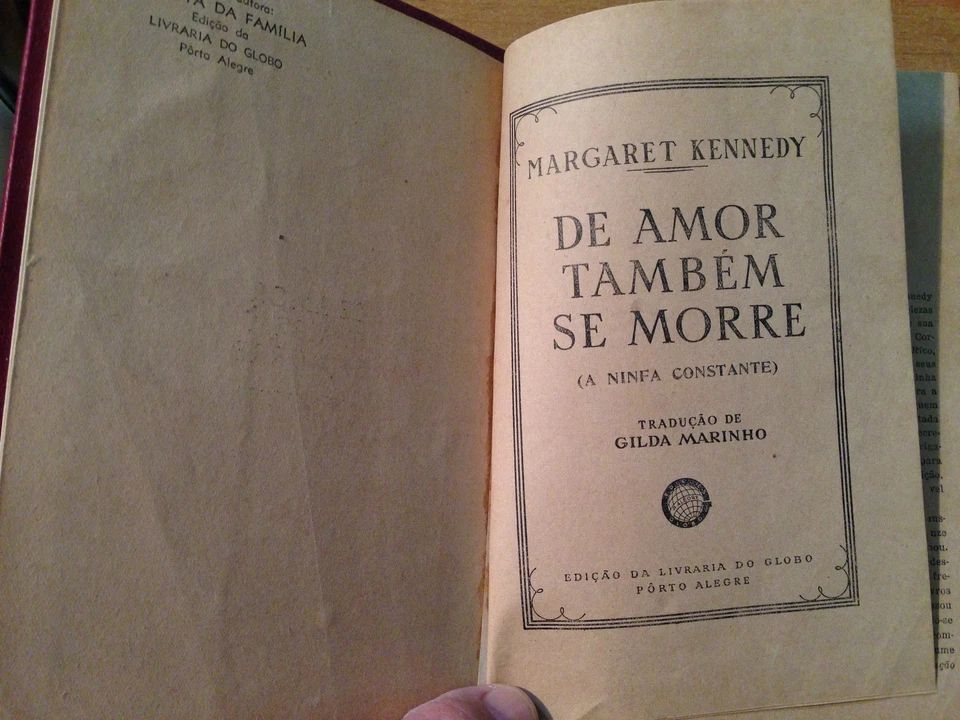 DA FAMÍLIA
Edição da
LIVRARIA DO GLOBO
Pôrto Alegre
MARGARET KENNEDY
DE AMOR
TAMBÉM
SE MORRE
(A NINFA CONSTANTE)
TRADUÇÃO DE
GILDA MARINHO
EDIÇÃO DA LIVRARIA DO GLOBO
PÔRTO ALEGRE